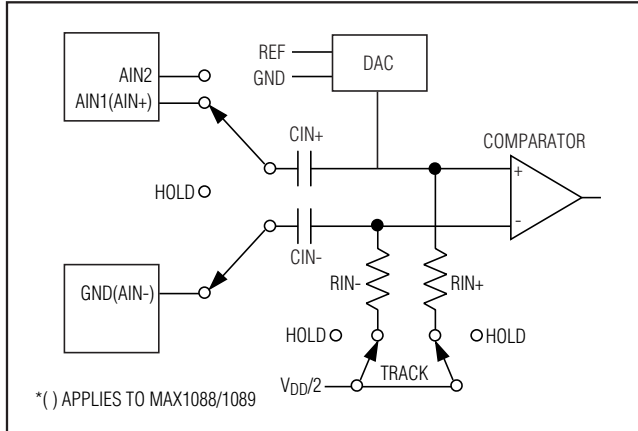 REF
GND
DAC
AIN2
AIN1(AIN+)
CIN+
COMPARATOR
+
HOLD
-
CIN-
GND(AIN-)
RIN-
RIN+
HOLD
HOLD
VDD/2
TRACK
*( ) APPLIES TO MAX1088/1089